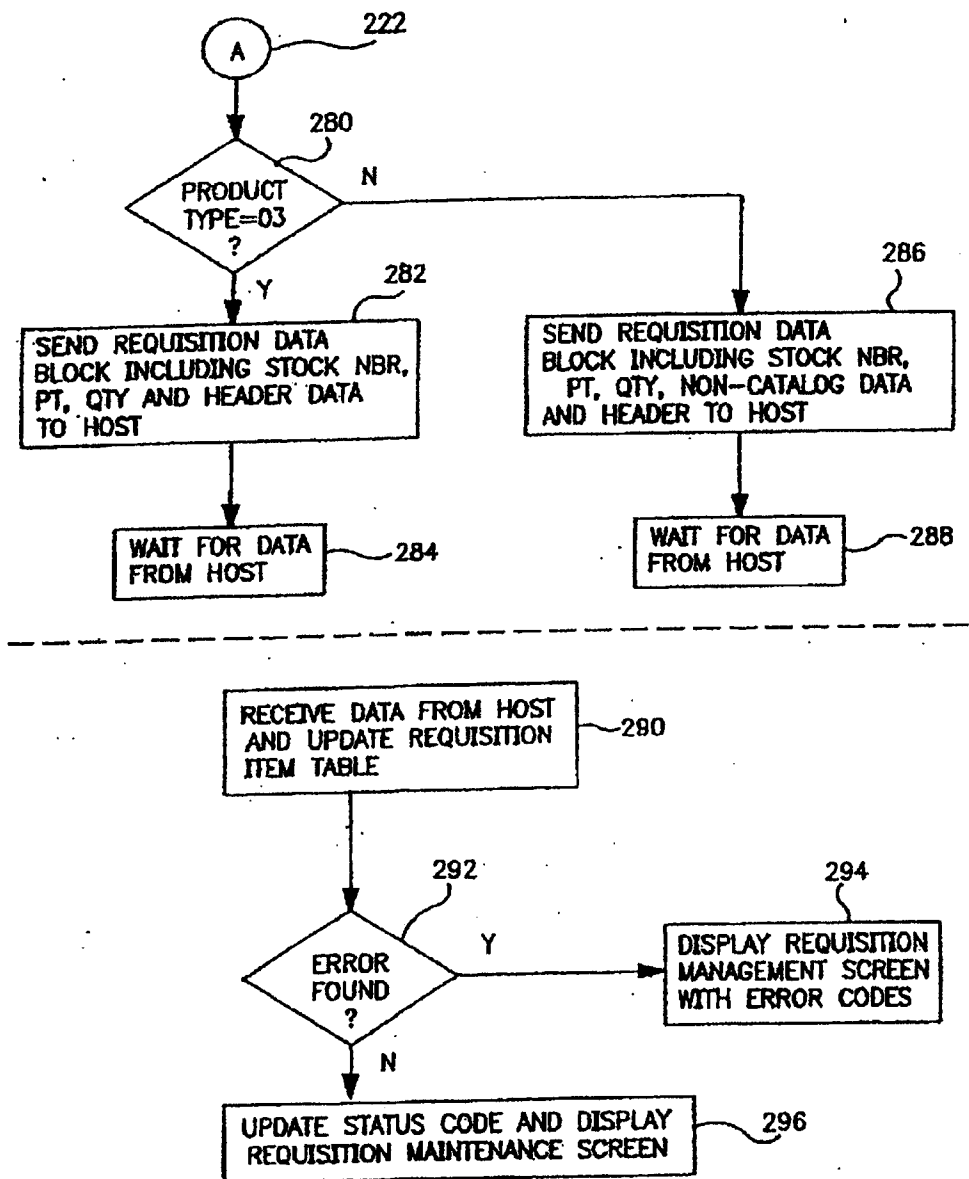 222
A
280
PRODUCT
TYPE=03
?
N
Y
282
SEND REQUISITION DATA
BLOCK INCLUDING STOCK NBR,
PT, QTY AND HEADER DATA
TO HOST
286
SEND REQUISITION DATA
BLOCK INCLUDING STOCK NBR,
PT, QTY, NON-CATALOG DATA
AND HEADER TO HOST
WAIT FOR DATA
FROM HOST
284
WAIT FOR DATA
FROM HOST
288
RECEIVE DATA FROM HOST
AND UPDATE REQUISITION
ITEM TABLE
290
292
ERROR
FOUND
?
Y
N
294
DISPLAY REQUISITION
MANAGEMENT SCREEN
WITH ERROR CODES
UPDATE STATUS CODE AND DISPLAY
REQUISITION MAINTENANCE SCREEN
296